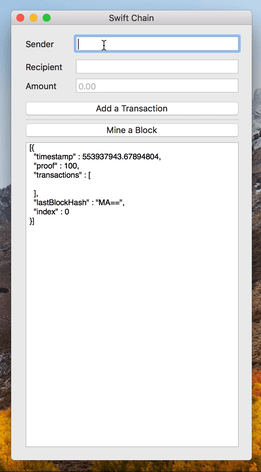 Swift Chain
Sender
Recipient
Amount 0.00
Add a Transaction
Mine a Block
[{
"timestamp" : 553937943.67894804,
"proof" : 100,
"transactions" : [
],
"lastBlockHash" : "MA==",
"index" : 0
}]